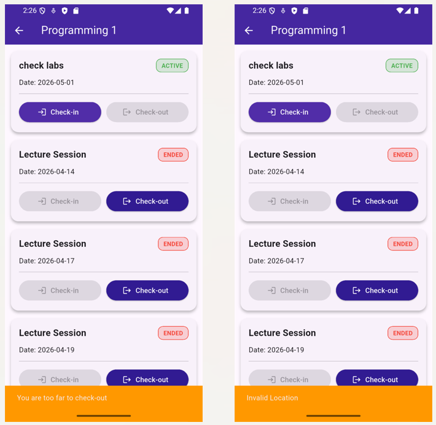 2:26
Programming 1
check labs
ACTIVE
Date: 2026-05-01
Check-in
Check-out
Lecture Session
ENDED
Date: 2026-04-14
Check-in
Check-out
Lecture Session
ENDED
Date: 2026-04-17
Check-in
Check-out
Lecture Session
ENDED
Date: 2026-04-19
Check-in
Check-out
You are too far to check-out
2:26
Programming 1
check labs
ACTIVE
Date: 2026-05-01
Check-in
Check-out
Lecture Session
ENDED
Date: 2026-04-14
Check-in
Check-out
Lecture Session
ENDED
Date: 2026-04-17
Check-in
Check-out
Lecture Session
ENDED
Date: 2026-04-19
Check-in
Check-out
Invalid Location